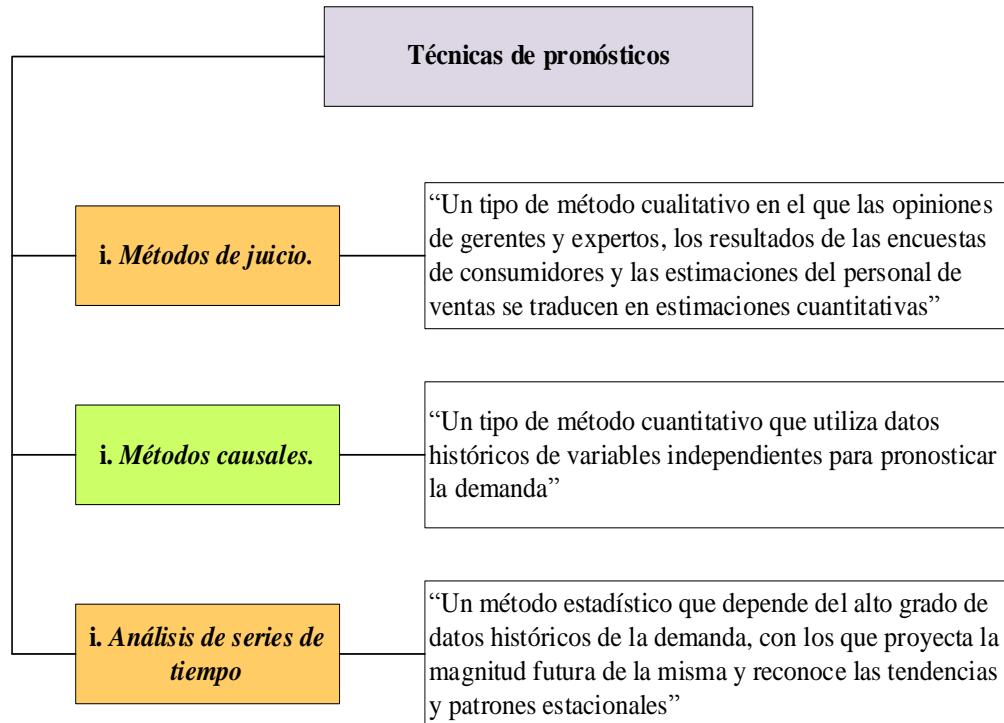 Técnicas de pronósticos
i. Métodos de juicio.
“Un tipo de método cualitativo en el que las opiniones
de gerentes y expertos, los resultados de las encuestas
de consumidores y las estimaciones del personal de
ventas se traducen en estimaciones cuantitativas”
i. Métodos causales.
“Un tipo de método cuantitativo que utiliza datos
históricos de variables independientes para pronosticar
la demanda”
i. Análisis de series de
tiempo
“Un método estadístico que depende del alto grado de
datos históricos de la demanda, con los que proyecta la
magnitud futura de la misma y reconoce las tendencias
y patrones estacionales”